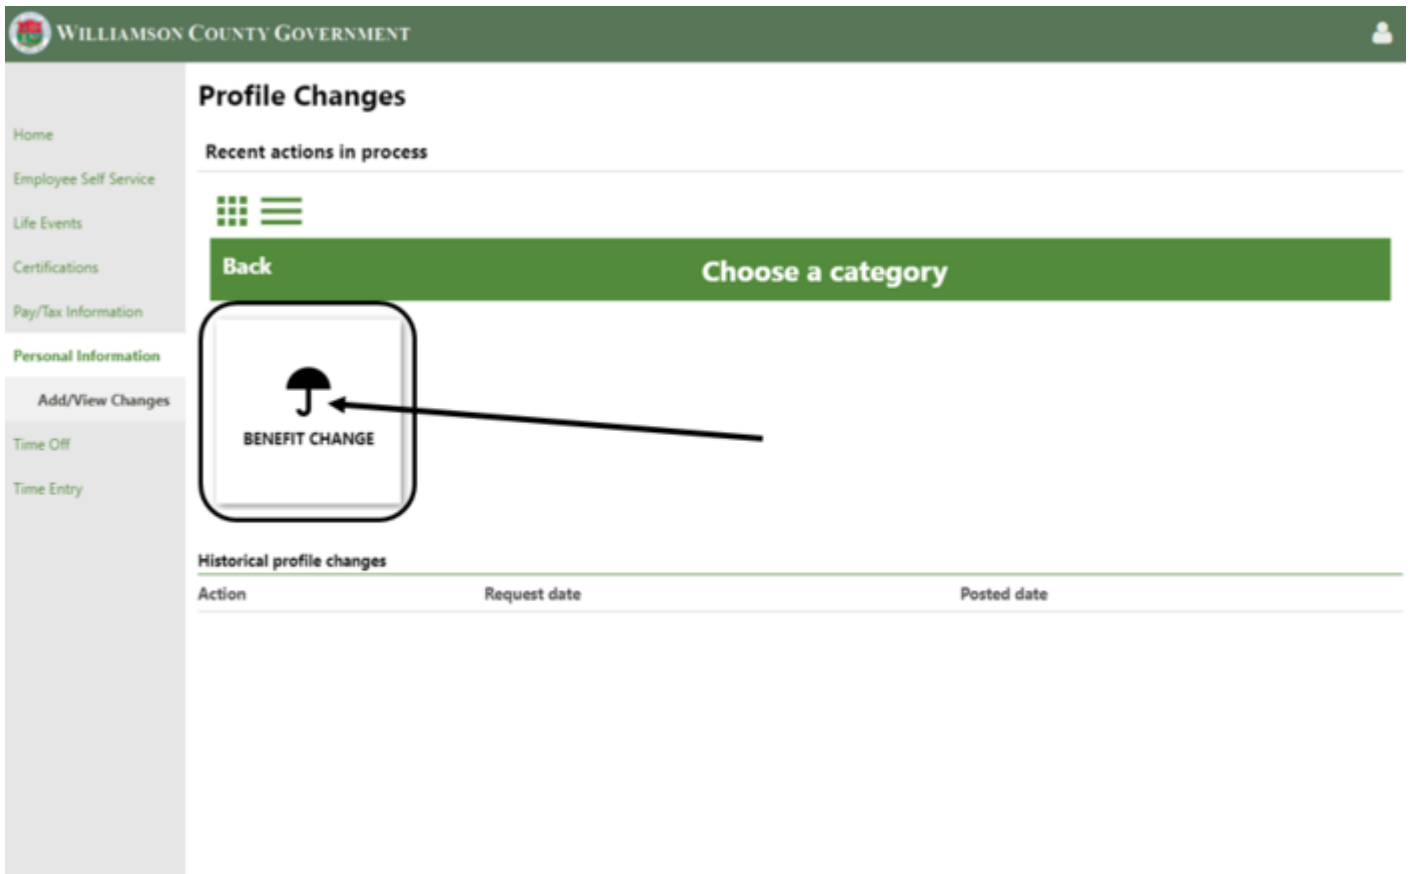 WILLIAMSON COUNTY GOVERNMENT
Profile Changes
Recent actions in process
Home
Employee Self Service
Life Events
Certifications
Pay/Tax Information
Personal Information
Add/View Changes
Time Off
Time Entry
Back
Choose a category
BENEFIT CHANGE
Historical profile changes
Action Request date Posted date